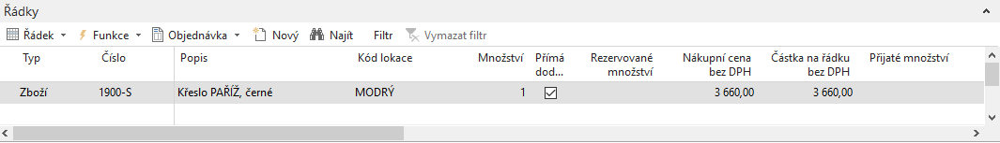 Řádky
Řádek Funkce Objednávka Nový Najít Filtr Vymazat filtr
Typ Číslo Popis Kód lokace Množství Přímá dod... Rezervované množství Nákupní cena bez DPH Částka na řádku bez DPH Přijaté množství
Zboží 1900-S Křeslo PAŘÍŽ, černé MODRÝ 1 3 660,00 3 660,00